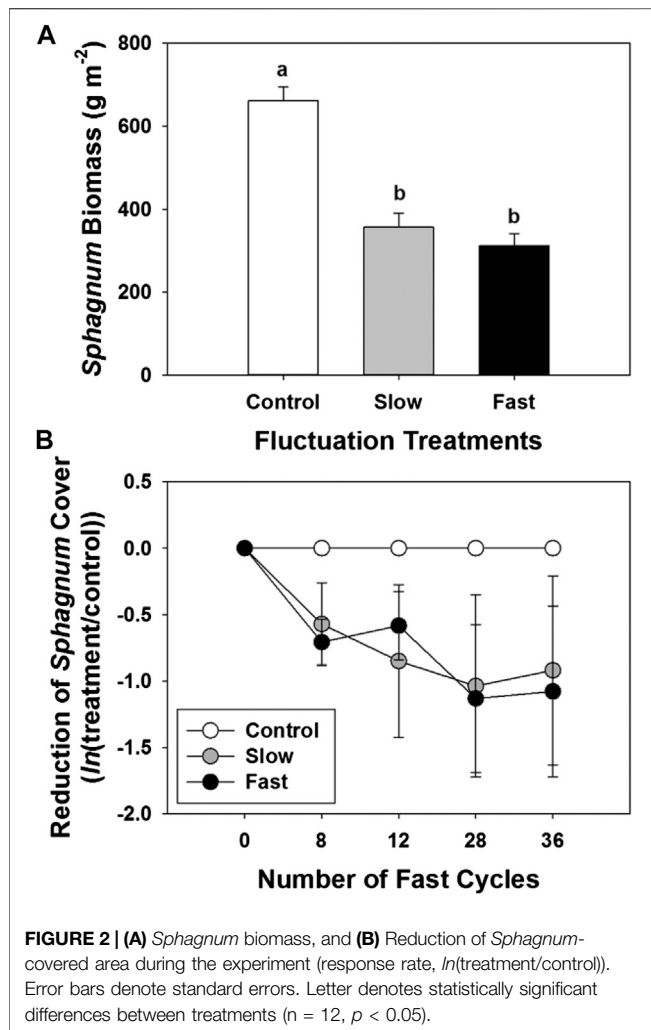 A
Sphagnum Biomass (g m-2)
800
600
400
200
0
a
b
b
Control
Slow
Fast
Fluctuation Treatments
B
Reduction of Sphagnum Cover
(ln(treatment/control))
0.5
0.0
-0.5
-1.0
-1.5
-2.0
Control
Slow
Fast
0
8
12
28
36
Number of Fast Cycles
FIGURE 2 | (A) Sphagnum biomass, and (B) Reduction of Sphagnum-
covered area during the experiment (response rate, ln(treatment/control)).
Error bars denote standard errors. Letter denotes statistically significant
differences between treatments (n = 12, p < 0.05).